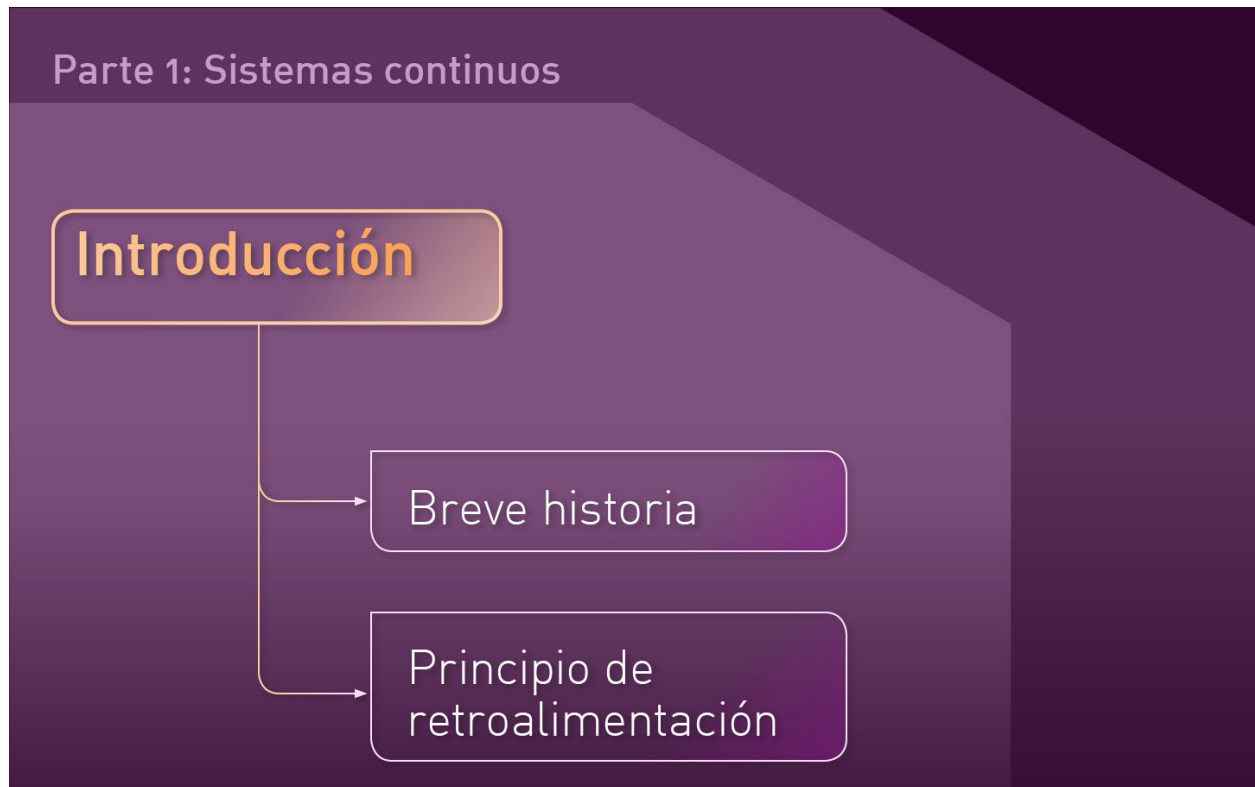 Parte 1: Sistemas continuos
Introducción
Breve historia
Principio de
retroalimentación